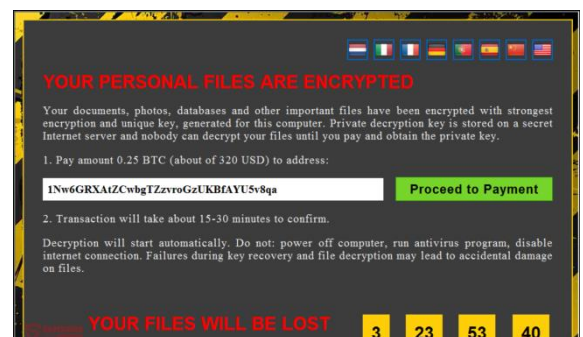 YOUR PERSONAL FILES ARE ENCRYPTED
Your documents, photos, databases and other important files have been encrypted with strongest
encryption and unique key, generated for this computer. Private decryption key is stored on a secret
Internet server and nobody can decrypt your files until you pay and obtain the private key.
1. Pay amount 0.25 BTC (about of 320 USD) to address:
1Nw6GRXAtZCwbgTZzvroGzUKBfAYU5v8qa
Proceed to Payment
2. Transaction will take about 15-30 minutes to confirm.
Decryption will start automatically. Do not: power off computer, run antivirus program, disable
internet connection. Failures during key recovery and file decryption may lead to accidental damage
on files.
YOUR FILES WILL BE LOST
3 23 53 40